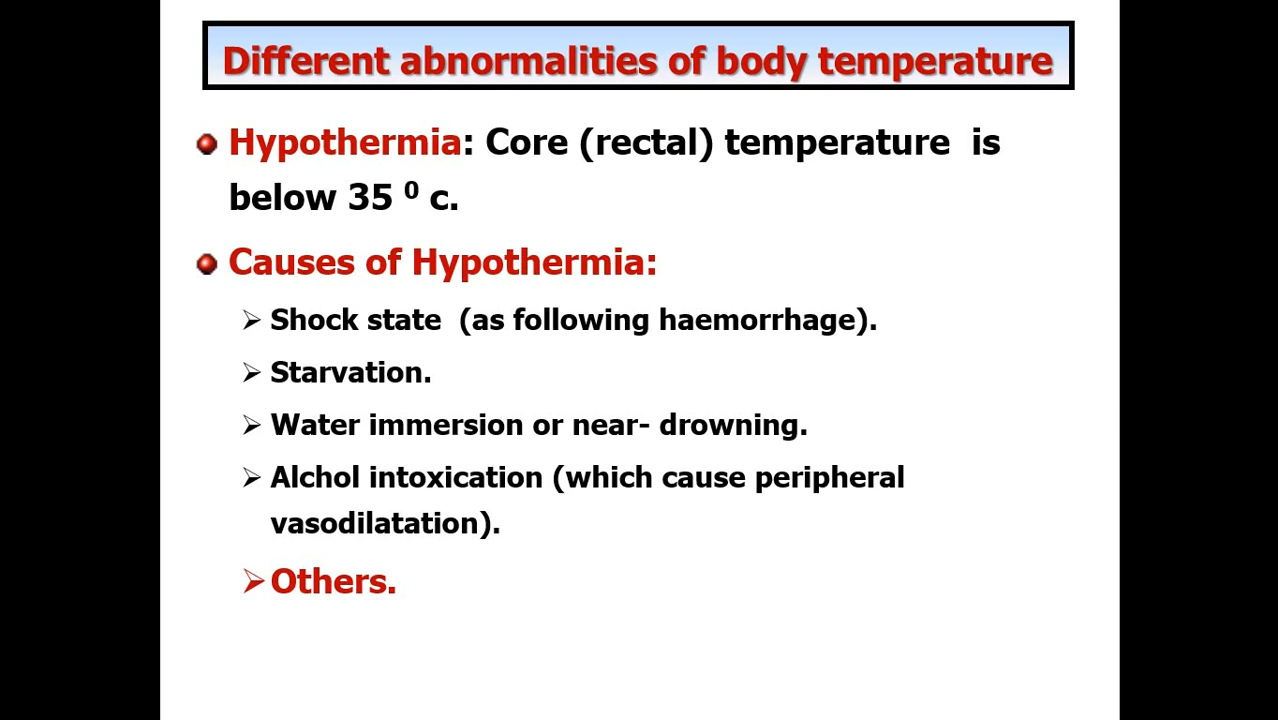 Different abnormalities of body temperature
Hypothermia: Core (rectal) temperature is
below 35 ⁰ c.
Causes of Hypothermia:
Shock state (as following haemorrhage).
Starvation.
Water immersion or near- drowning.
Alchol intoxication (which cause peripheral
vasodilatation).
Others.